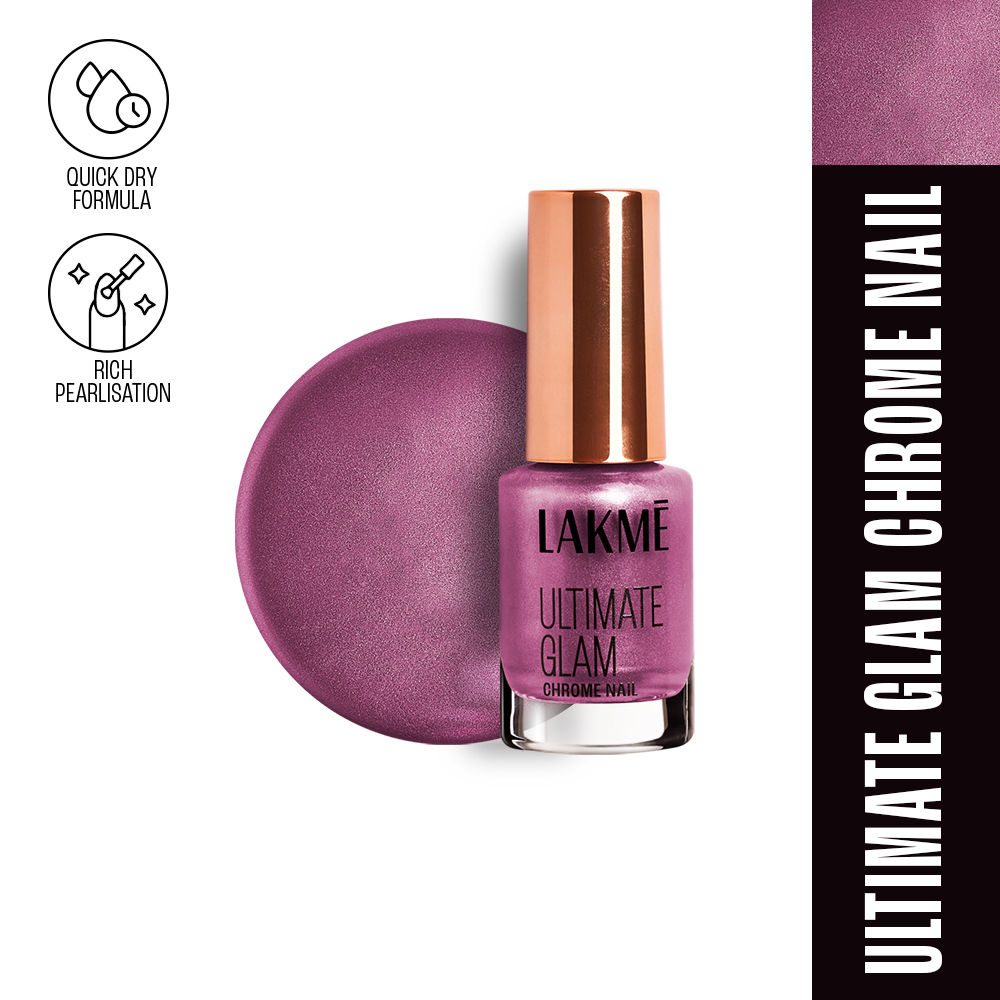 QUICK DRY
FORMULA
RICH
PEARLISATION
LAKMĒ
ULTIMATE
GLAM
CHROME NAIL
ULTIMATE GLAM CHROME NAIL